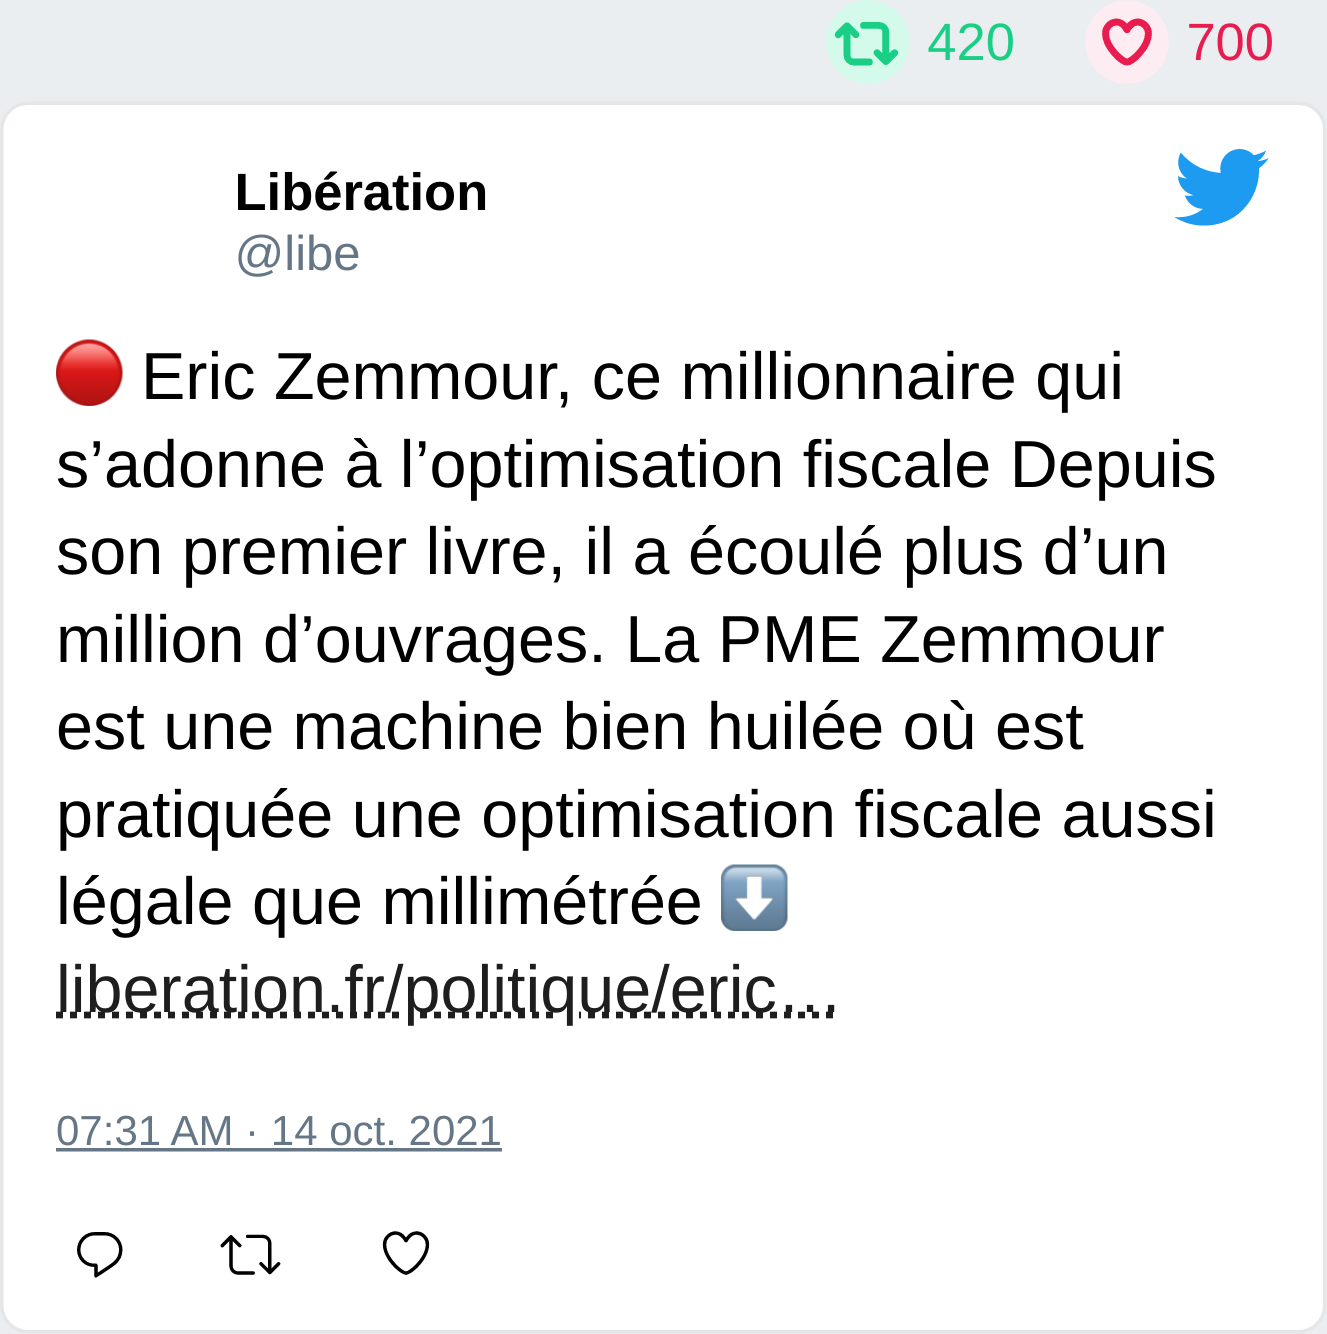 420 700
Libération
@libe
🔴 Eric Zemmour, ce millionnaire qui
s’adonne à l’optimisation fiscale Depuis
son premier livre, il a écoulé plus d’un
million d’ouvrages. La PME Zemmour
est une machine bien huilée où est
pratiquée une optimisation fiscale aussi
légale que millimétrée ⬇️
liberation.fr/politique/eric…
07:31 AM · 14 oct. 2021